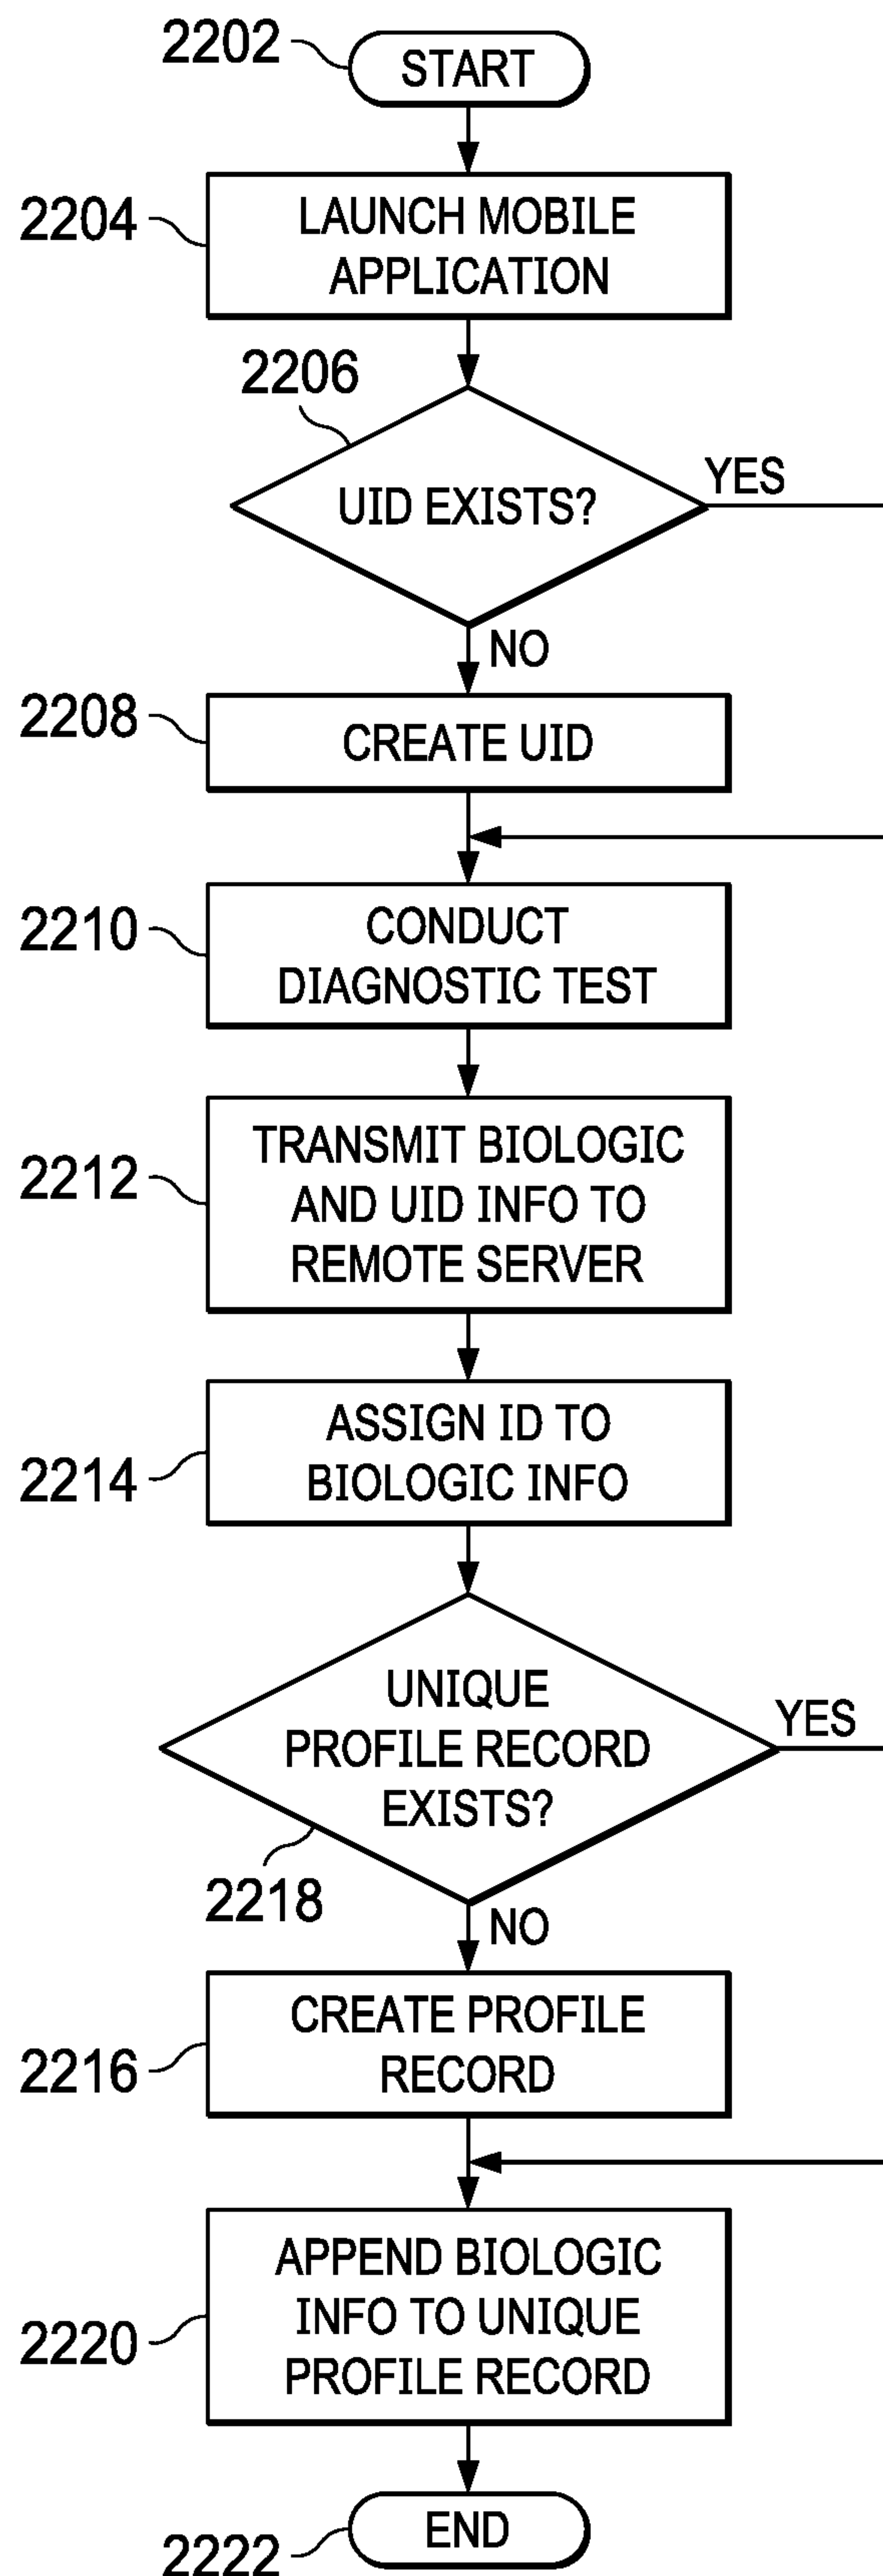 2202
START
2204
LAUNCH MOBILE
APPLICATION
2206
UID EXISTS?
YES
NO
2208
CREATE UID
2210
CONDUCT
DIAGNOSTIC TEST
2212
TRANSMIT BIOLOGIC
AND UID INFO TO
REMOTE SERVER
2214
ASSIGN ID TO
BIOLOGIC INFO
UNIQUE
PROFILE RECORD
EXISTS?
YES
2218
NO
2216
CREATE PROFILE
RECORD
2220
APPEND BIOLOGIC
INFO TO UNIQUE
PROFILE RECORD
2222
END